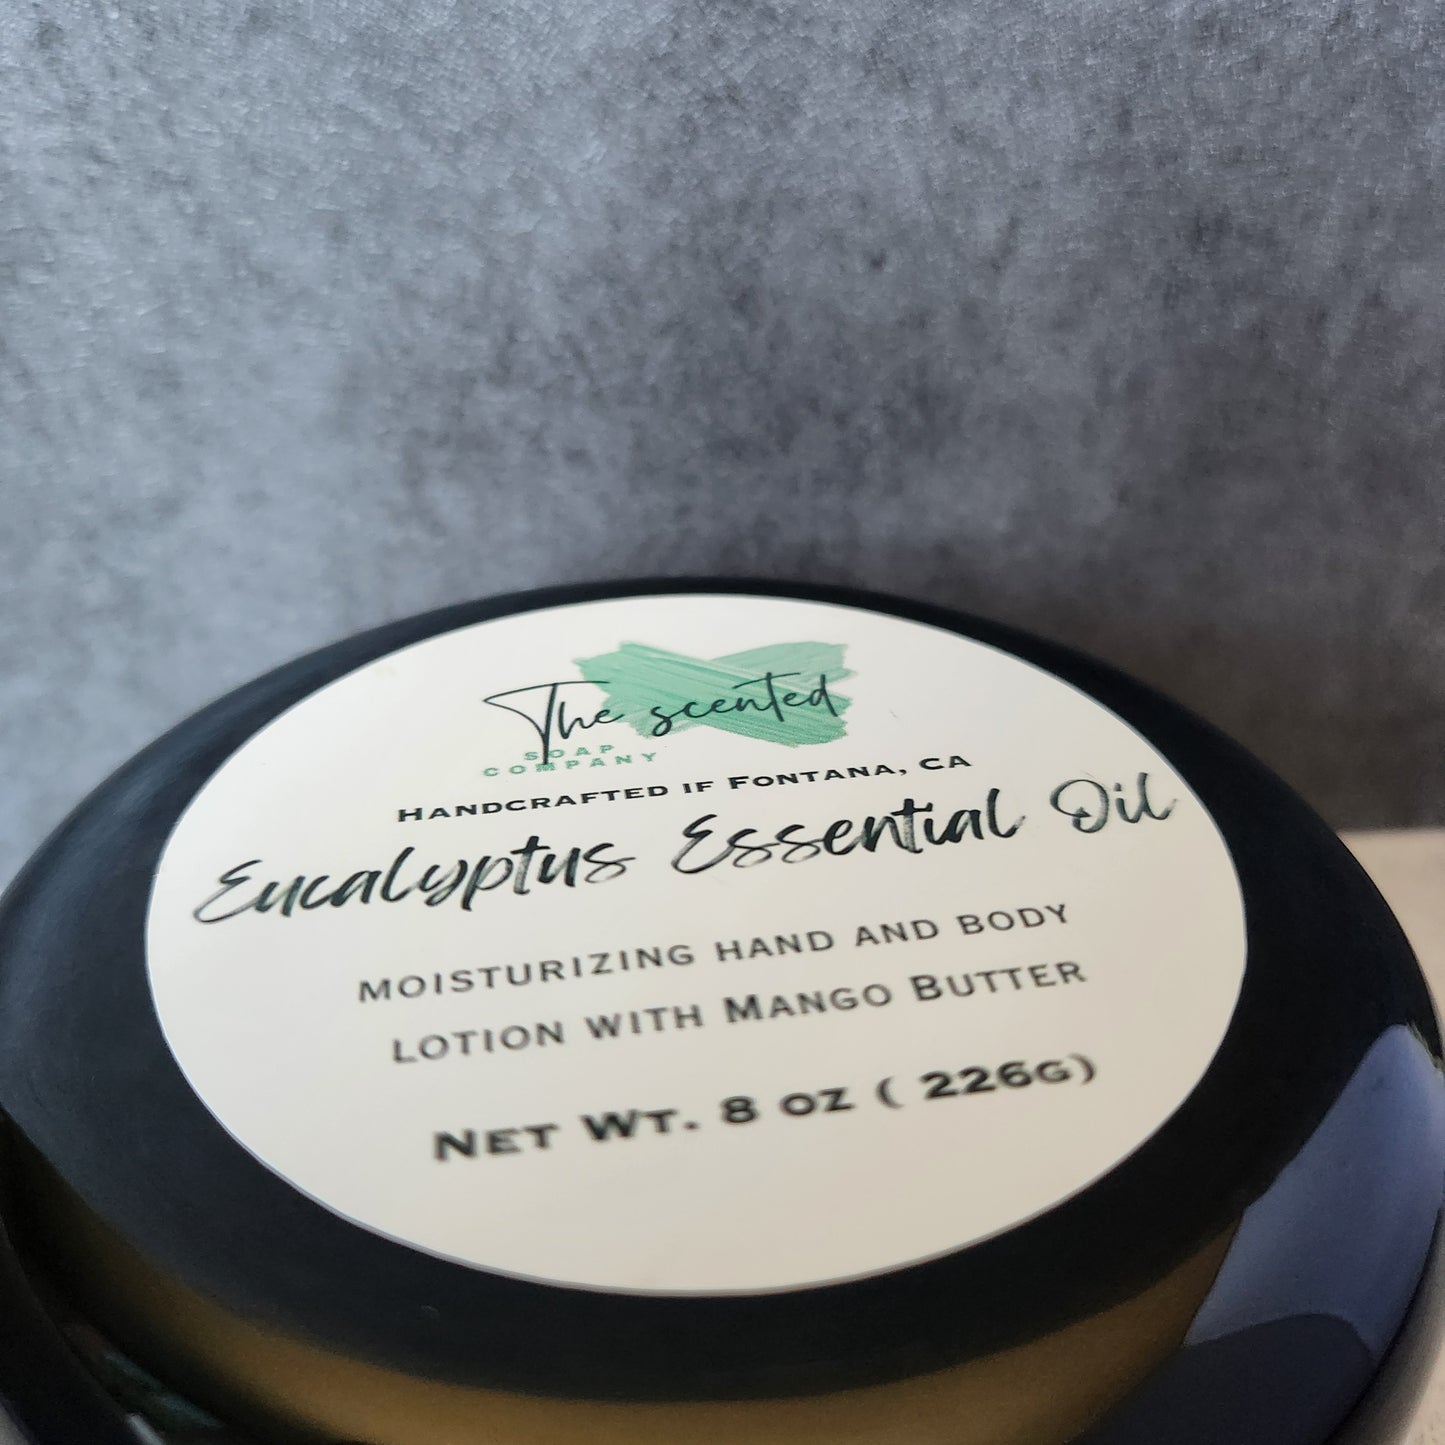 The scented
SOAP
COMPANY
HANDCRAFTED IF FONTANA, CA
Eucalyptus Essential Oil
MOISTURIZING HAND AND BODY
LOTION WITH MANGO BUTTER
NET WT. 8 OZ ( 226G)